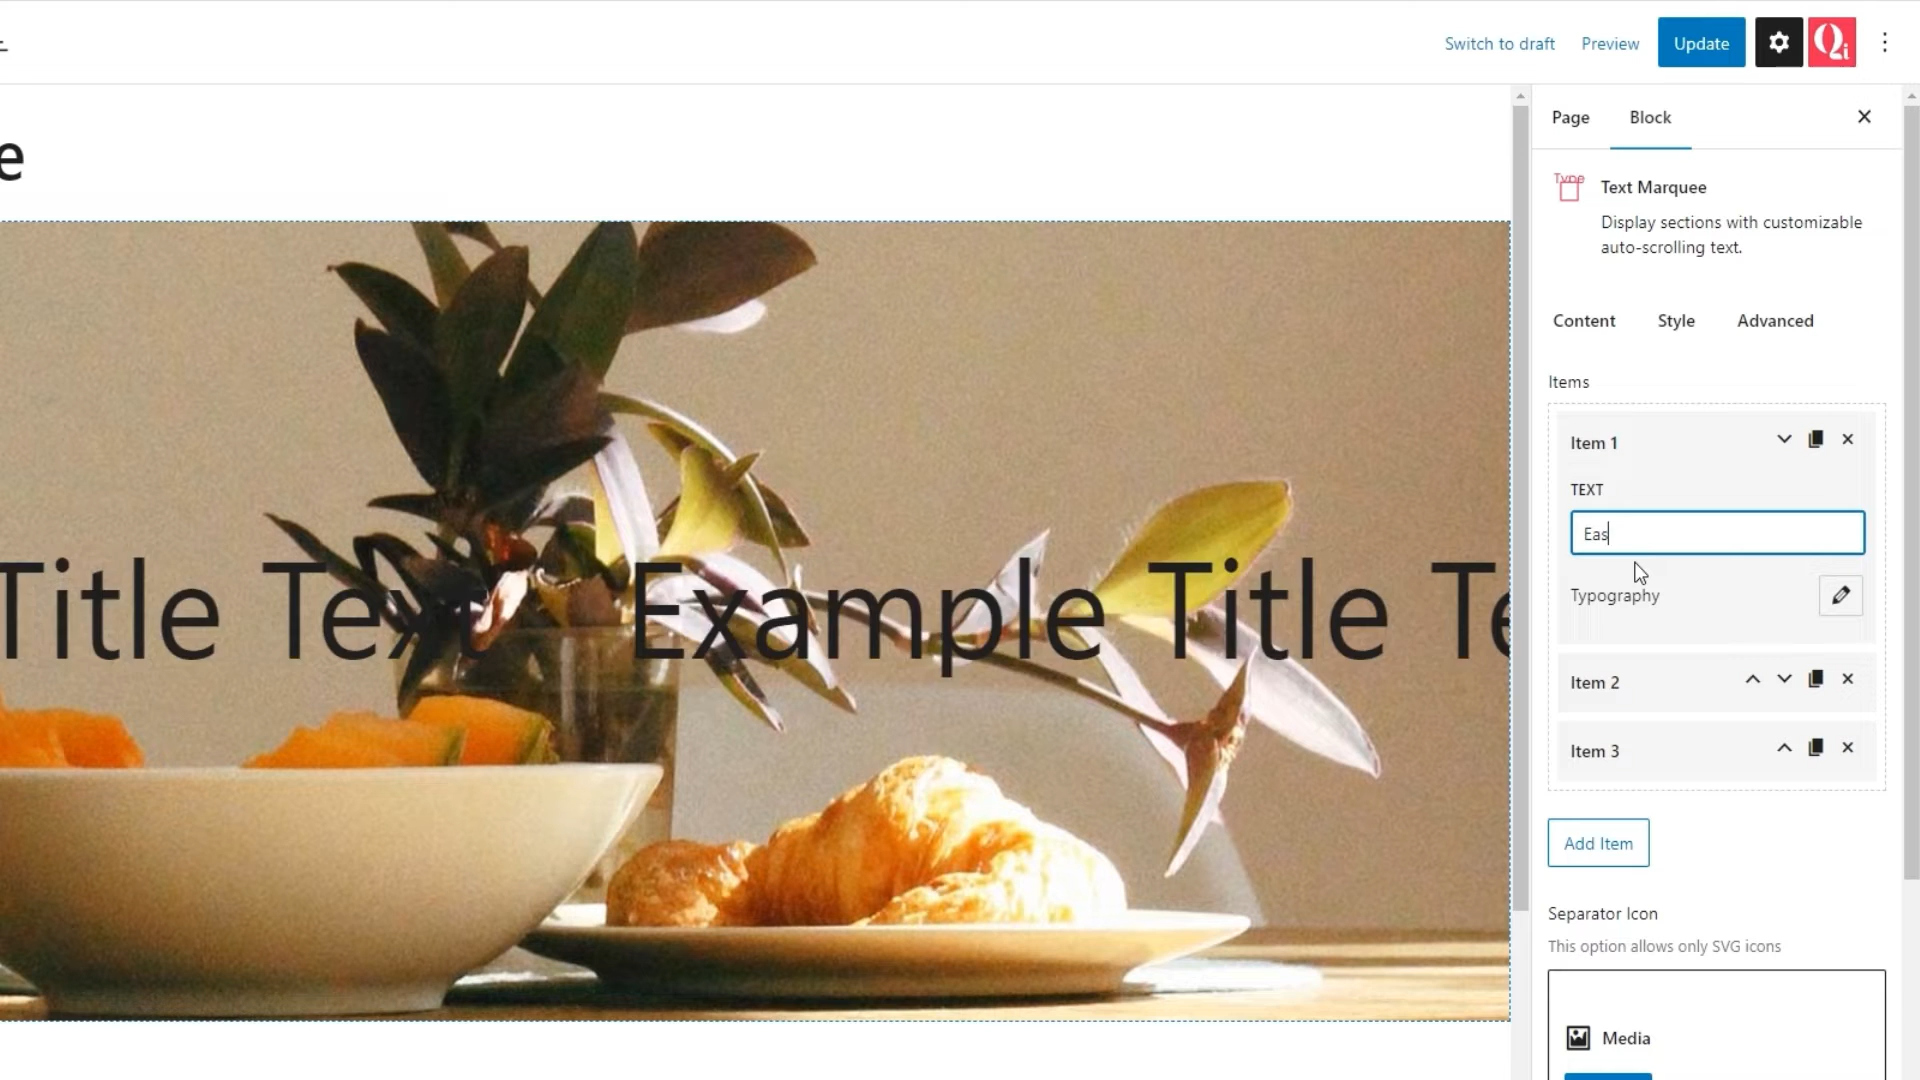 Switch to draft Preview Update Qi
e
Page Block
Type
Text Marquee
Display sections with customizable
auto-scrolling text.
Content Style Advanced
Items
Item 1
TEXT
Eas
Typography
Title Text Example Title Te
Item 2
Item 3
Add Item
Separator Icon
This option allows only SVG icons
Media